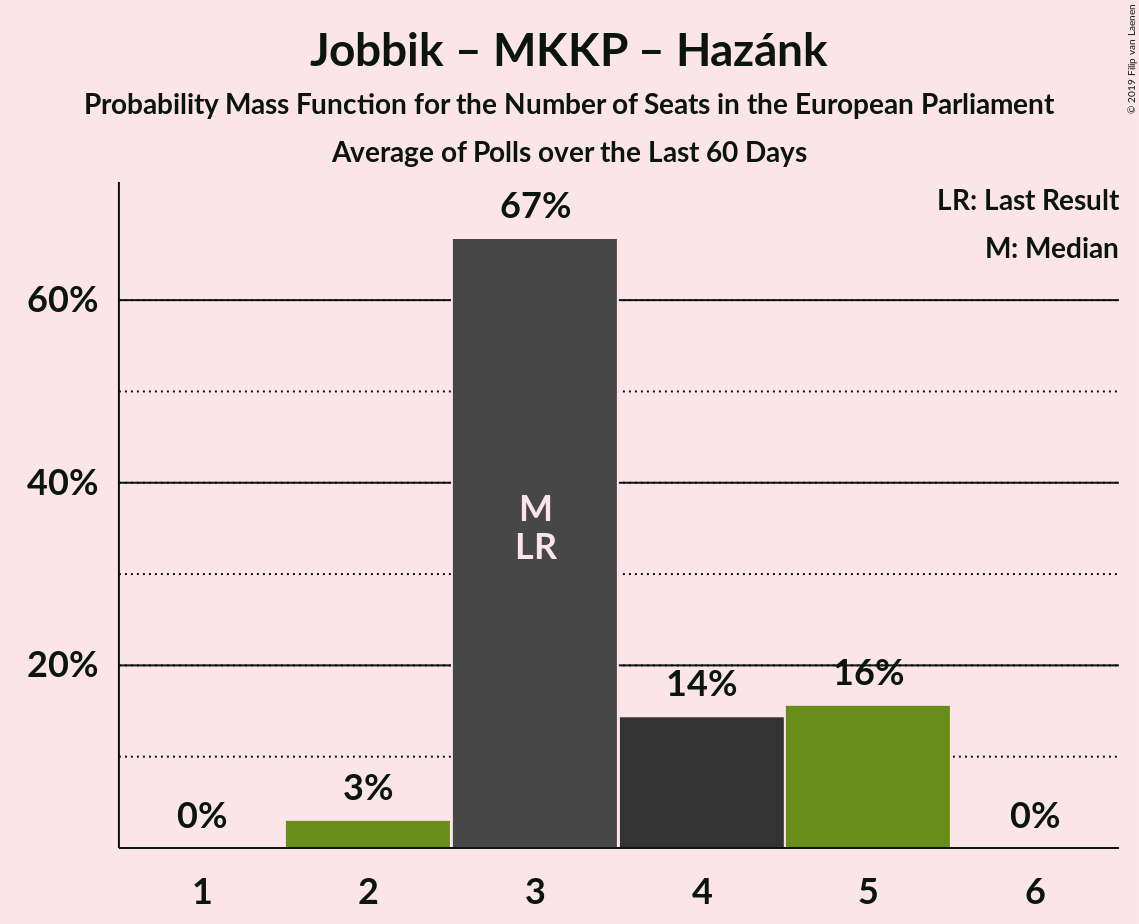 Jobbik – MKKP – Hazánk
Probability Mass Function for the Number of Seats in the European Parliament
Average of Polls over the Last 60 Days
© 2019 Filip van Laenen
LR: Last Result
M: Median
67%
60%
40%
M
LR
20%
14%
16%
3%
0%
0%
1 2 3 4 5 6